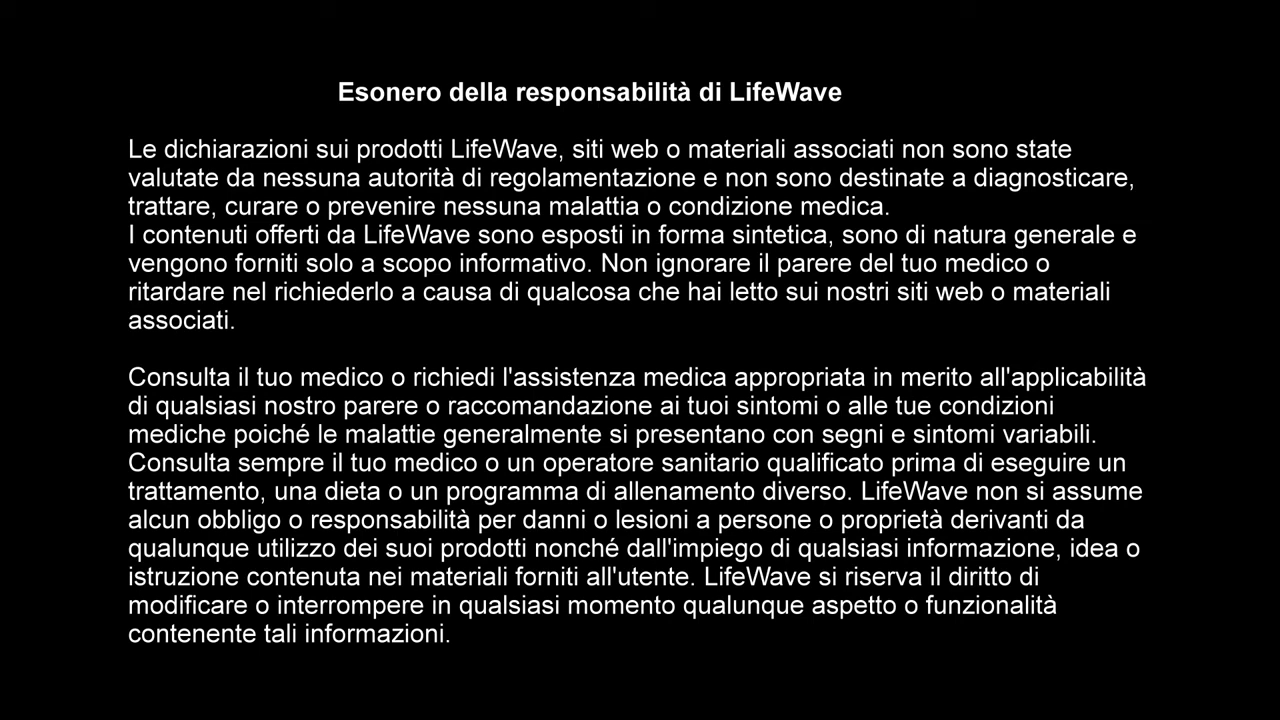 Esonero della responsabilità di LifeWave
Le dichiarazioni sui prodotti LifeWave, siti web o materiali associati non sono state
valutate da nessuna autorità di regolamentazione e non sono destinate a diagnosticare,
trattare, curare o prevenire nessuna malattia o condizione medica.
I contenuti offerti da LifeWave sono esposti in forma sintetica, sono di natura generale e
vengono forniti solo a scopo informativo. Non ignorare il parere del tuo medico o
ritardare nel richiederlo a causa di qualcosa che hai letto sui nostri siti web o materiali
associati.
Consulta il tuo medico o richiedi l'assistenza medica appropriata in merito all'applicabilità
di qualsiasi nostro parere o raccomandazione ai tuoi sintomi o alle tue condizioni
mediche poiché le malattie generalmente si presentano con segni e sintomi variabili.
Consulta sempre il tuo medico o un operatore sanitario qualificato prima di eseguire un
trattamento, una dieta o un programma di allenamento diverso. LifeWave non si assume
alcun obbligo o responsabilità per danni o lesioni a persone o proprietà derivanti da
qualunque utilizzo dei suoi prodotti nonché dall'impiego di qualsiasi informazione, idea o
istruzione contenuta nei materiali forniti all'utente. LifeWave si riserva il diritto di
modificare o interrompere in qualsiasi momento qualunque aspetto o funzionalità
contenente tali informazioni.